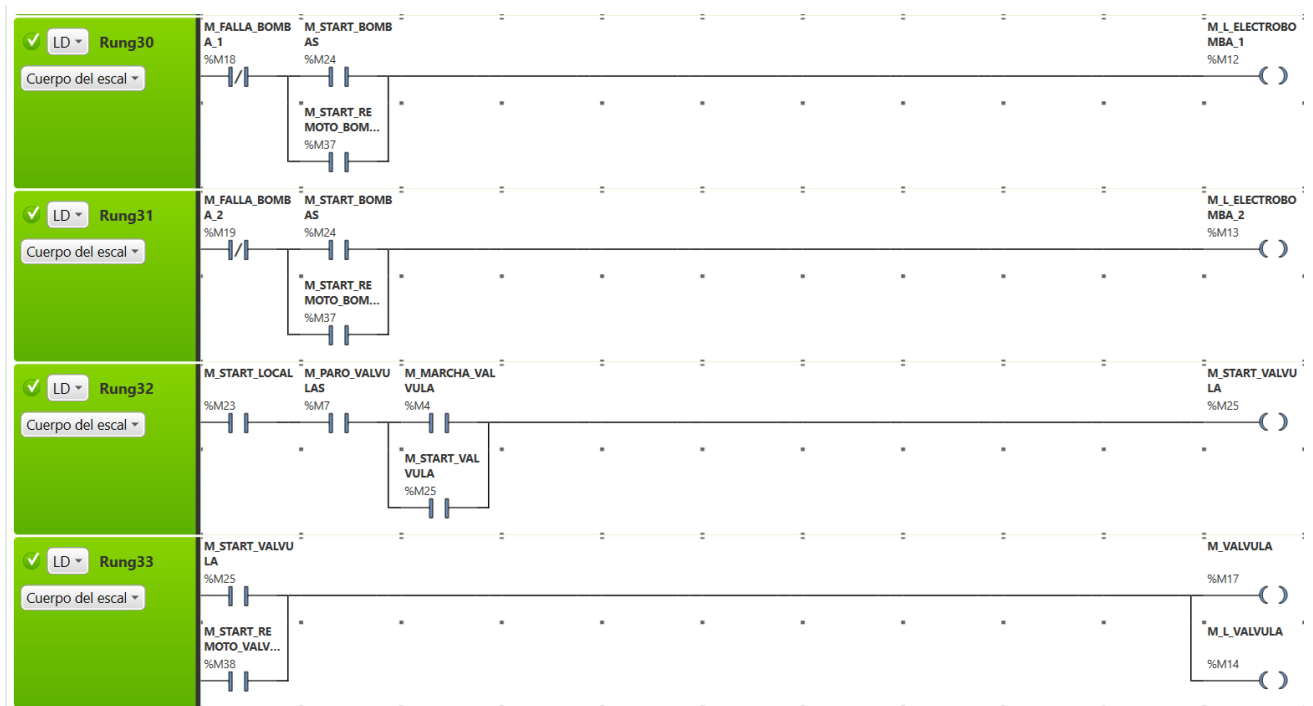 LD Rung30
Cuerpo del escal
M_FALLA_BOMB
A_1
%M18
M_START_BOMB
AS
%M24
M_START_RE
MOTO_BOM...
%M37
M_L_ELECTROBO
MBA_1
%M12
LD Rung31
Cuerpo del escal
M_FALLA_BOMB
A_2
%M19
M_START_BOMB
AS
%M24
M_START_RE
MOTO_BOM...
%M37
M_L_ELECTROBO
MBA_2
%M13
LD Rung32
Cuerpo del escal
M_START_LOCAL
%M23
M_PARO_VALVU
LAS
%M7
M_MARCHA_VAL
VULA
%M4
M_START_VAL
VULA
%M25
M_START_VALVU
LA
%M25
LD Rung33
Cuerpo del escal
M_START_VALVU
LA
%M25
M_START_RE
MOTO_VALV...
%M38
M_VALVULA
%M17
M_L_VALVULA
%M14